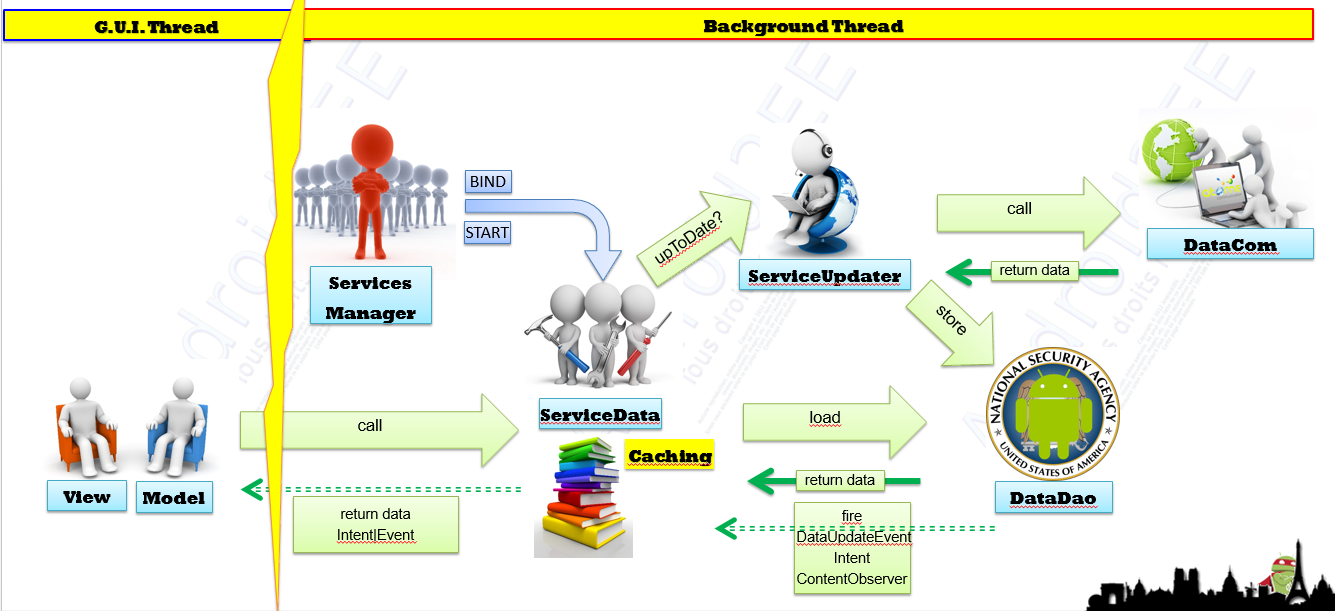 G.U.I. Thread
Background Thread
BIND
START
Services
Manager
upToDate?
ServiceUpdater
call
return data
DataCom
store
NATIONAL SECURITY AGENCY
UNITED STATES OF AMERICA
DataDao
ServiceData
Caching
call
load
return data
View
Model
return data
Intent|Event
fire
DataUpdateEvent
Intent
ContentObserver